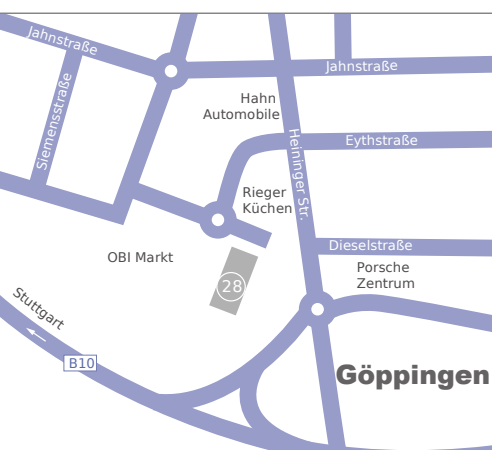 Jahnstraße
Jahnstraße
Siemensstraße
Hahn
Automobile
Heininger Str.
Eythstraße
Rieger
Küchen
Dieselstraße
OBI Markt
Porsche
Zentrum
28
Stuttgart
B10
Göppingen